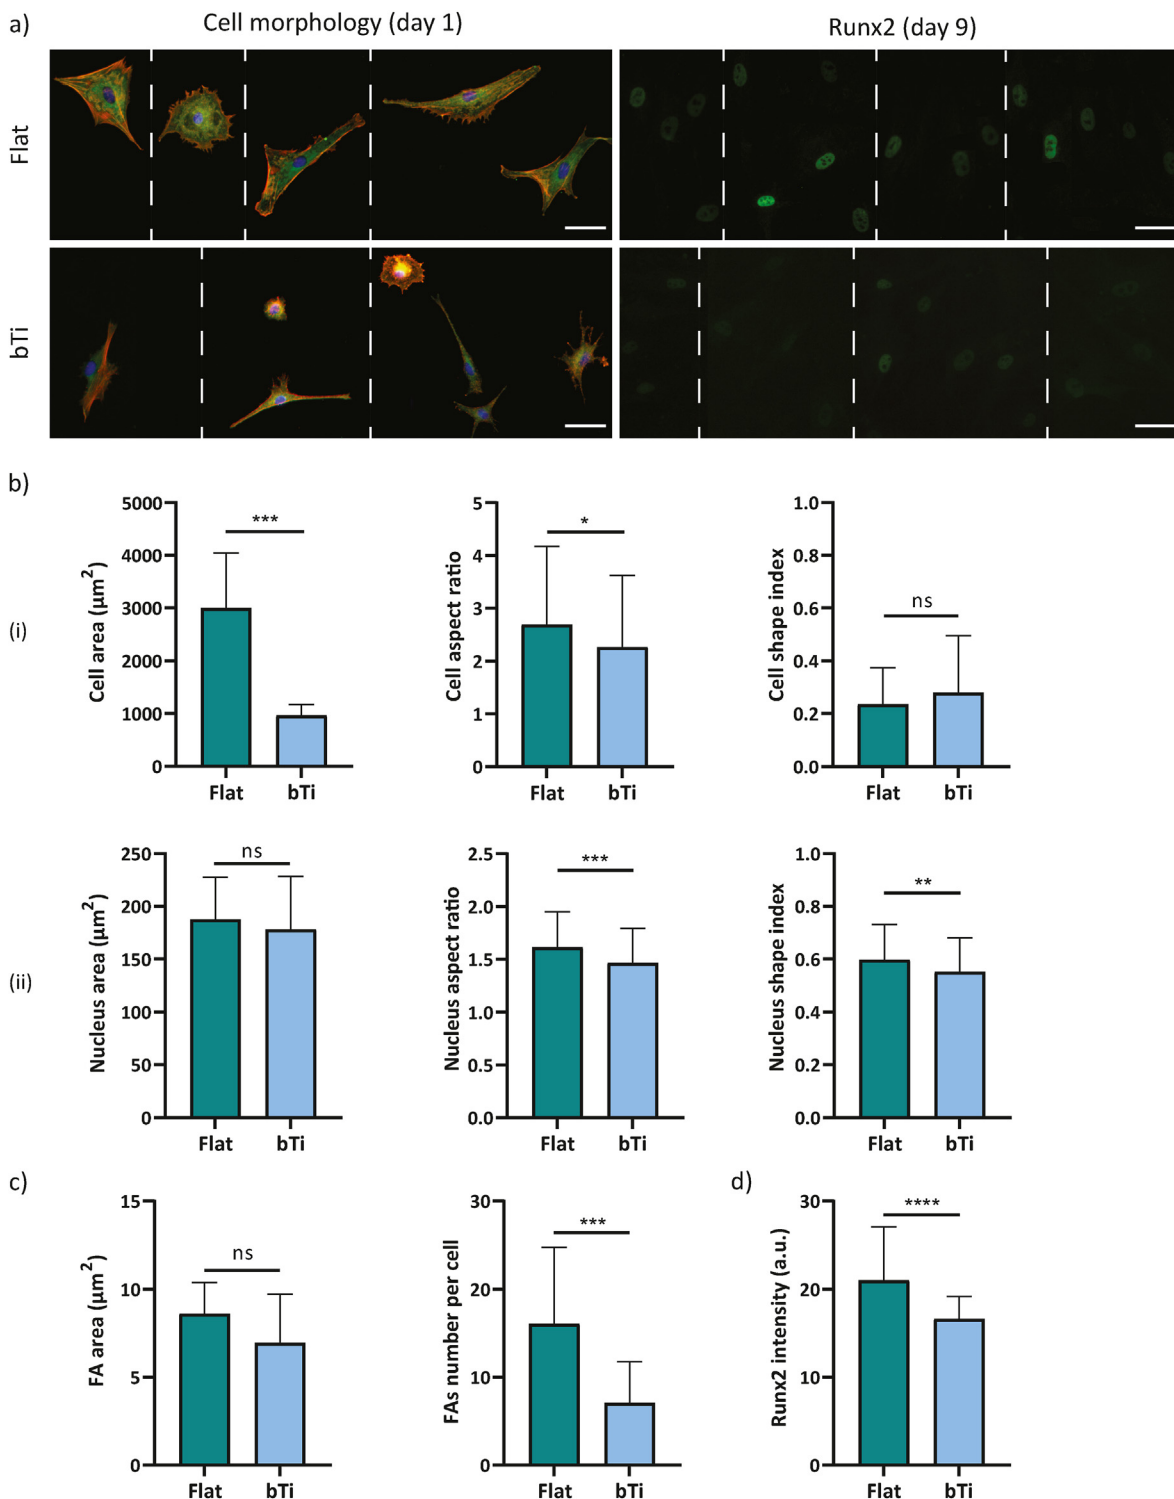 a)
Cell morphology (day 1)
Runx2 (day 9)
Flat
bTi
b)
(i)
Cell area (µm²)
5000
4000
3000
2000
1000
0
***
Flat bTi
Cell aspect ratio
5
4
3
2
1
0
*
Flat bTi
Cell shape index
1.0
0.8
0.6
0.4
0.2
0.0
ns
Flat bTi
(ii)
Nucleus area (µm²)
250
200
150
100
50
0
ns
Flat bTi
Nucleus aspect ratio
2.5
2.0
1.5
1.0
0.5
0.0
***
Flat bTi
Nucleus shape index
1.0
0.8
0.6
0.4
0.2
0.0
**
Flat bTi
c)
FA area (µm²)
15
10
5
0
ns
Flat bTi
FAs number per cell
30
20
10
0
***
Flat bTi
d)
Runx2 intensity (a.u.)
30
20
10
0
****
Flat bTi